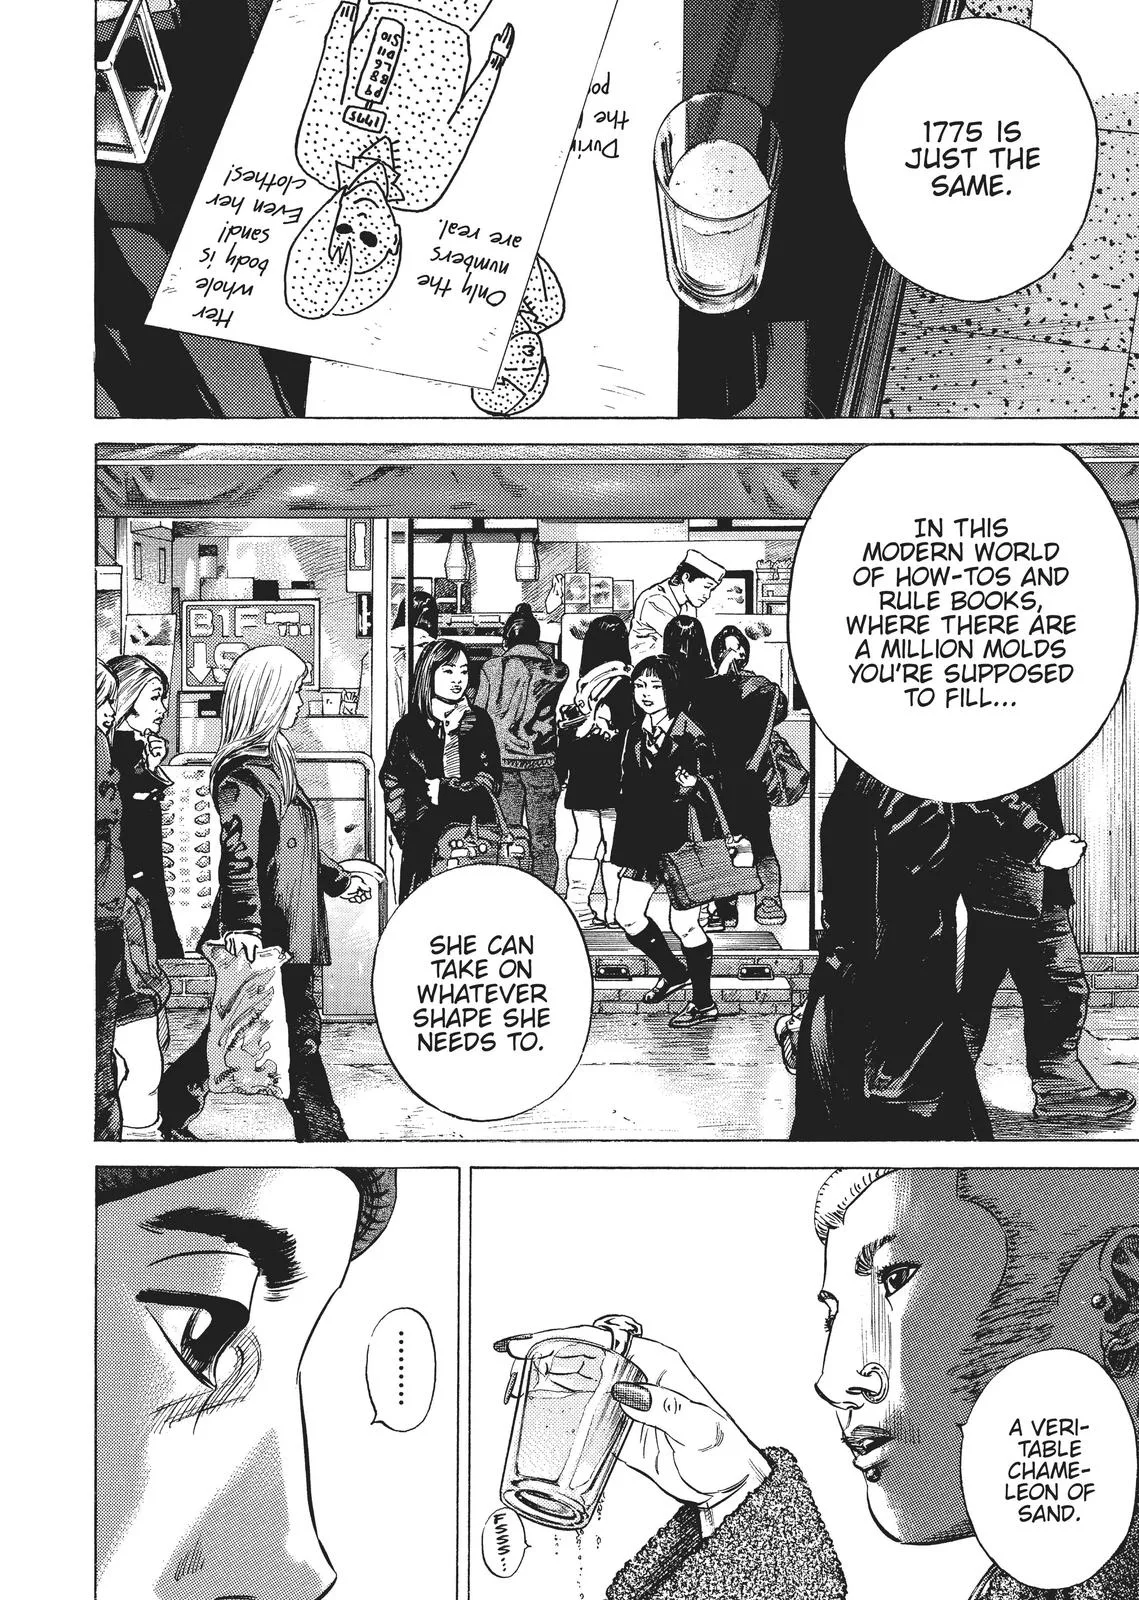 1775 IS
JUST THE
SAME.
Only the
numbers
are real.
Her
whole
body is
sand!
Even her
clothes!
the
IN THIS
MODERN WORLD
OF HOW-TOS AND
RULE BOOKS,
WHERE THERE ARE
A MILLION MOLDS
YOU'RE SUPPOSED
TO FILL...
SHE CAN
TAKE ON
WHATEVER
SHAPE SHE
NEEDS TO.
A VERI-
TABLE
CHAME-
LEON OF
SAND.
FSSS...
........